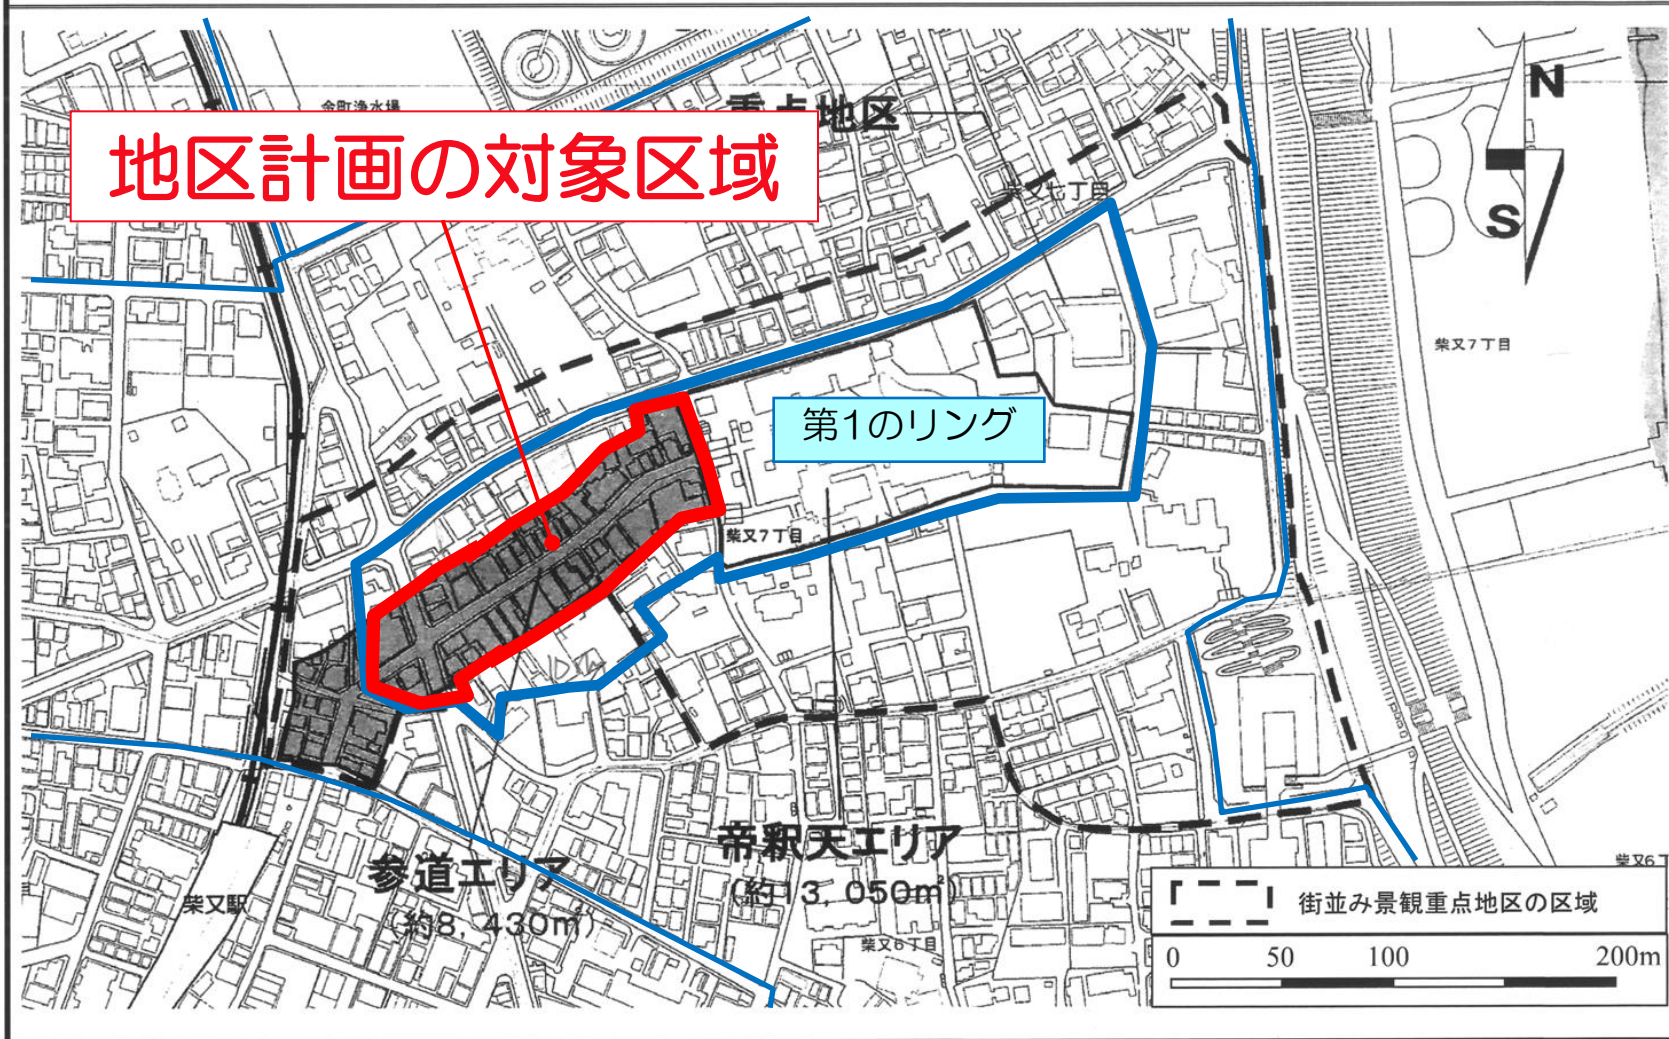 金町浄水場
重点地区
N
地区計画の対象区域
柴又七丁目
S
柴又7丁目
第1のリング
柴又7丁目
帝釈天エリア
(約13,050㎡)
参道エリア
(約8,430㎡)
柴又駅
柴又6丁目
柴又6丁
街並み景観重点地区の区域
0 50 100 200m